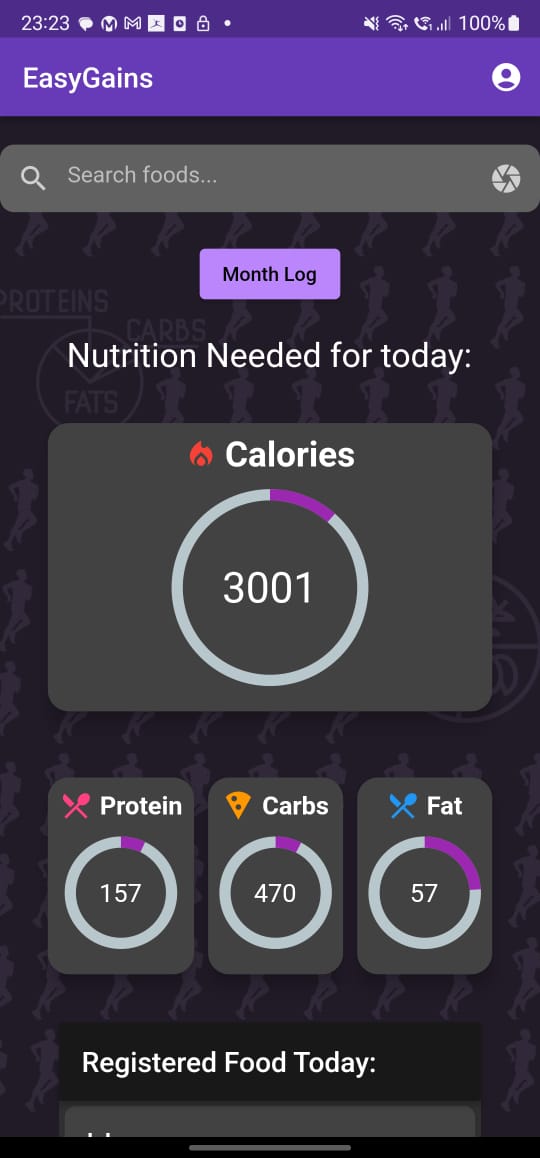 23:23 100%
EasyGains
Search foods...
Month Log
PROTEINS
CARBS
FATS
Nutrition Needed for today:
Calories
3001
Protein Carbs Fat
157 470 57
Registered Food Today: